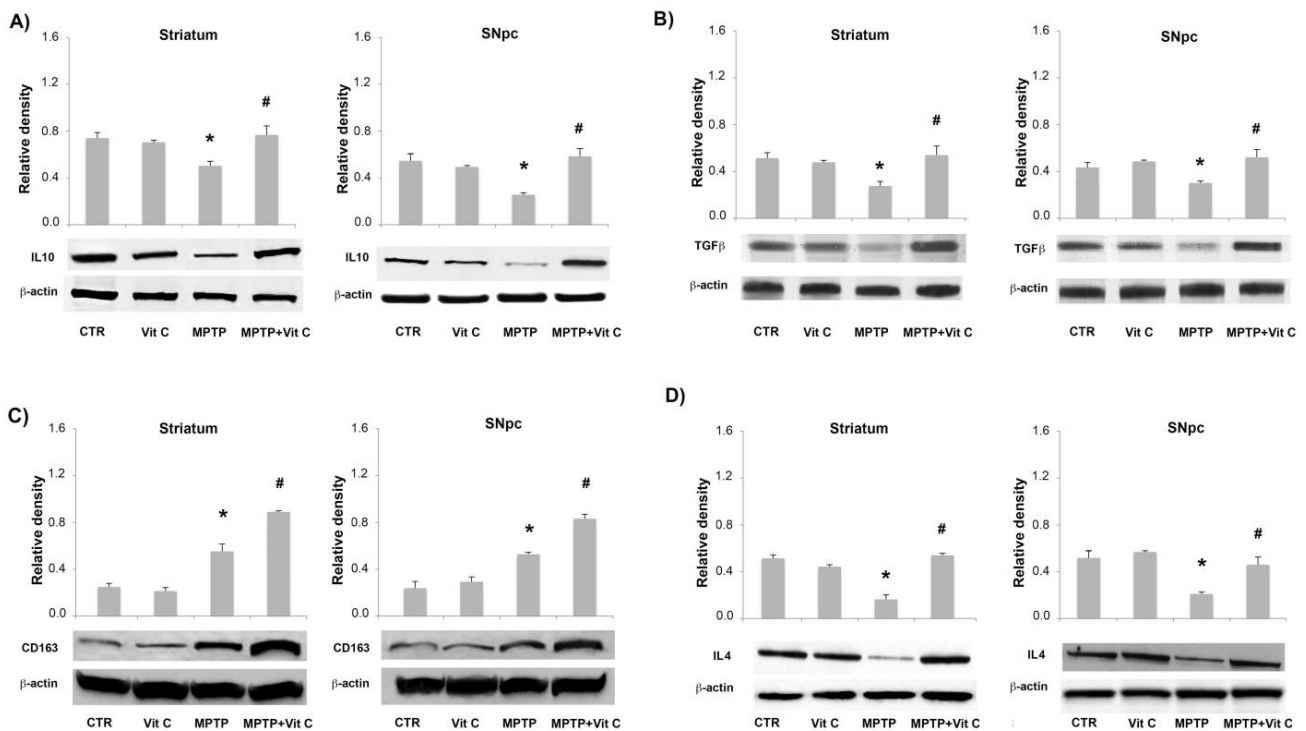 A)
Striatum
Relative density
1.6
1.2
0.8
0.4
0.0
*
#
IL10
β-actin
CTR Vit C MPTP MPTP+Vit C
SNpc
Relative density
1.6
1.2
0.8
0.4
0.0
*
#
IL10
β-actin
CTR Vit C MPTP MPTP+Vit C
B)
Striatum
Relative density
1.6
1.2
0.8
0.4
0.0
*
#
TGFβ
β-actin
CTR Vit C MPTP MPTP+Vit C
SNpc
Relative density
1.6
1.2
0.8
0.4
0.0
*
#
TGFβ
β-actin
CTR Vit C MPTP MPTP+Vit C
C)
Striatum
Relative density
1.6
1.2
0.8
0.4
0.0
*
#
CD163
β-actin
CTR Vit C MPTP MPTP+Vit C
SNpc
Relative density
1.6
1.2
0.8
0.4
0.0
*
#
CD163
β-actin
CTR Vit C MPTP MPTP+Vit C
D)
Striatum
Relative density
1.6
1.2
0.8
0.4
0.0
*
#
IL4
β-actin
CTR Vit C MPTP MPTP+Vit C
SNpc
Relative density
1.6
1.2
0.8
0.4
0.0
*
#
IL4
β-actin
CTR Vit C MPTP MPTP+Vit C